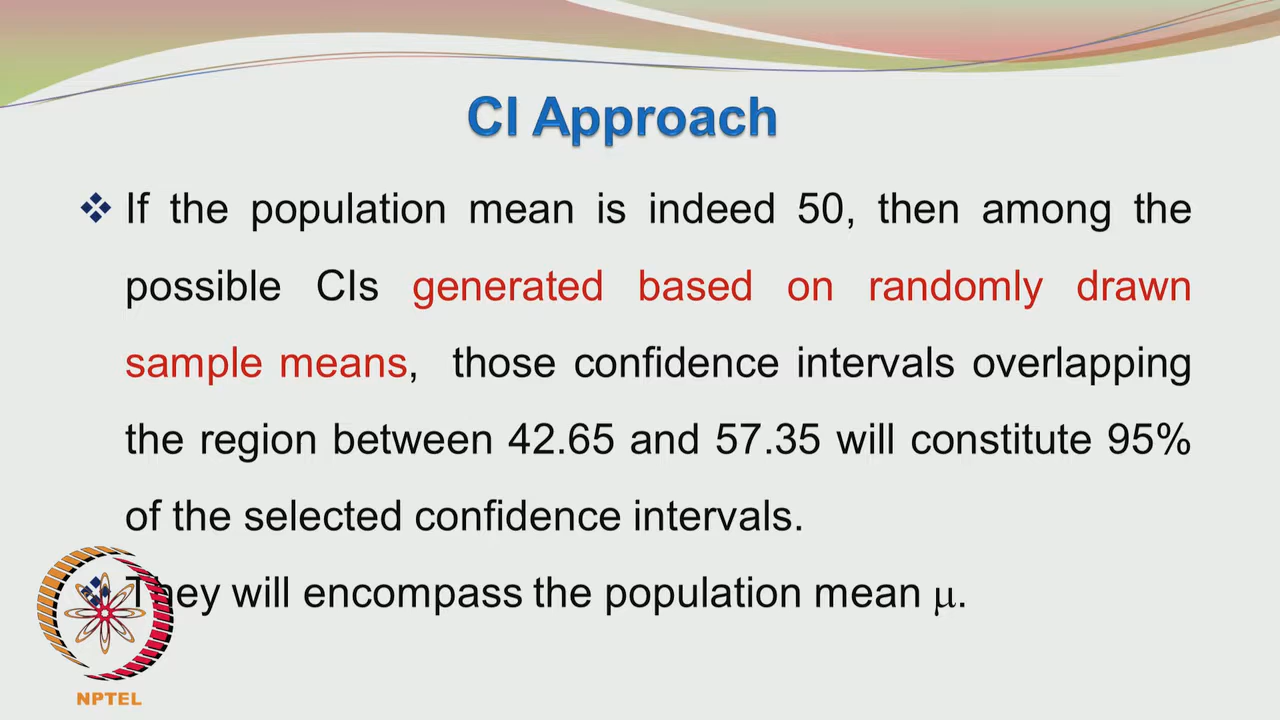 CI Approach
If the population mean is indeed 50, then among the
possible CIs generated based on randomly drawn
sample means, those confidence intervals overlapping
the region between 42.65 and 57.35 will constitute 95%
of the selected confidence intervals.
They will encompass the population mean μ.
NPTEL